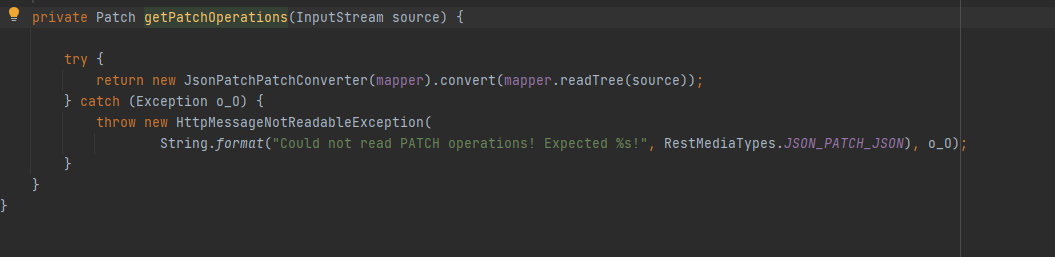 private Patch getPatchOperations(InputStream source) {
try {
return new JsonPatchPatchConverter(mapper).convert(mapper.readTree(source));
} catch (Exception o_O) {
throw new HttpMessageNotReadableException(
String.format("Could not read PATCH operations! Expected %s!", RestMediaTypes.JSON_PATCH_JSON), o_O);
}
}
}